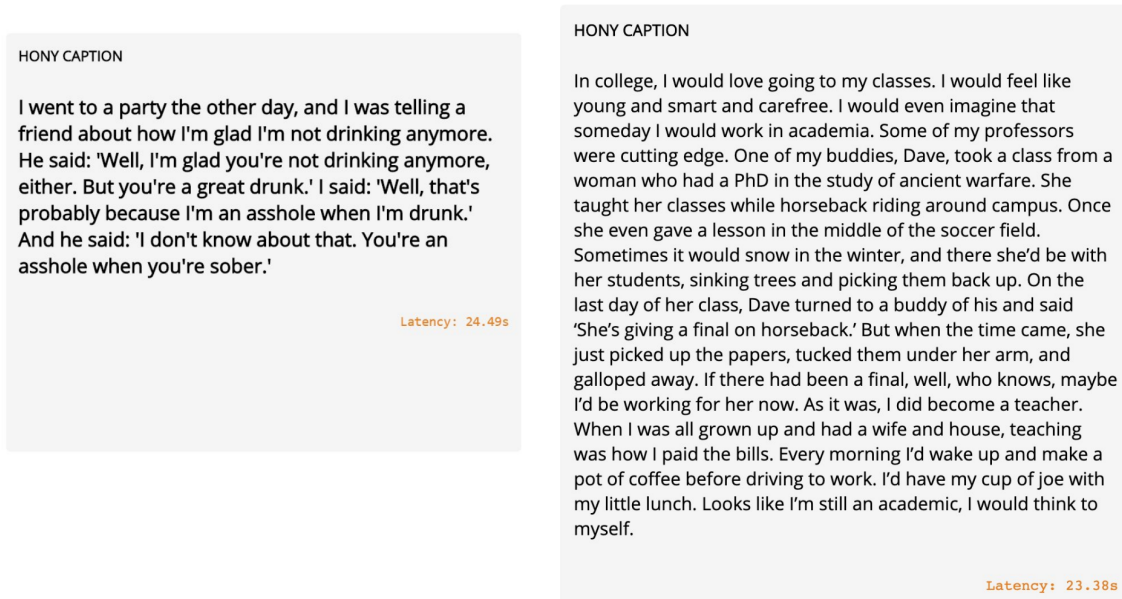 HONY CAPTION
I went to a party the other day, and I was telling a
friend about how I'm glad I'm not drinking anymore.
He said: 'Well, I'm glad you're not drinking anymore,
either. But you're a great drunk.' I said: 'Well, that's
probably because I'm an asshole when I'm drunk.'
And he said: 'I don't know about that. You're an
asshole when you're sober.'
Latency: 24.49s
HONY CAPTION
In college, I would love going to my classes. I would feel like
young and smart and carefree. I would even imagine that
someday I would work in academia. Some of my professors
were cutting edge. One of my buddies, Dave, took a class from a
woman who had a PhD in the study of ancient warfare. She
taught her classes while horseback riding around campus. Once
she even gave a lesson in the middle of the soccer field.
Sometimes it would snow in the winter, and there she’d be with
her students, sinking trees and picking them back up. On the
last day of her class, Dave turned to a buddy of his and said
‘She’s giving a final on horseback.’ But when the time came, she
just picked up the papers, tucked them under her arm, and
galloped away. If there had been a final, well, who knows, maybe
I’d be working for her now. As it was, I did become a teacher.
When I was all grown up and had a wife and house, teaching
was how I paid the bills. Every morning I’d wake up and make a
pot of coffee before driving to work. I’d have my cup of joe with
my little lunch. Looks like I’m still an academic, I would think to
myself.
Latency: 23.38s